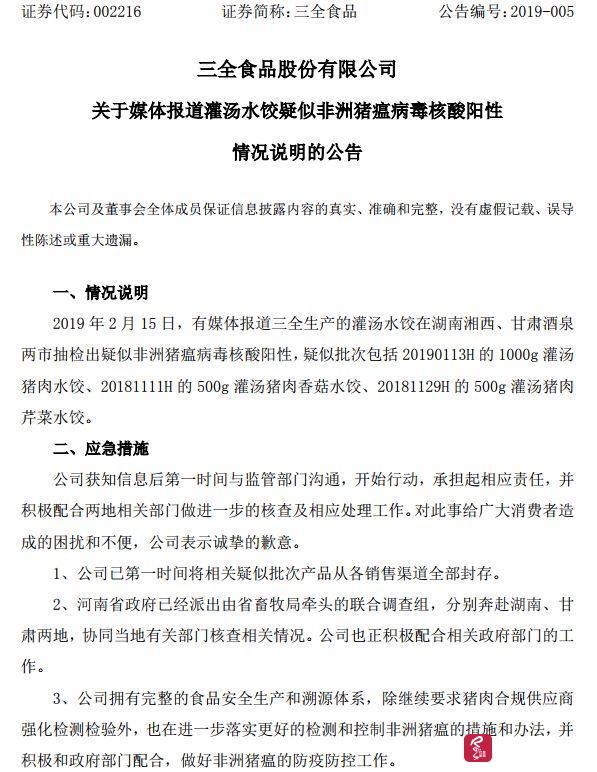 证券代码:002216 证券简称:三全食品 公告编号:2019-005
三全食品股份有限公司
关于媒体报道灌汤水饺疑似非洲猪瘟病毒核酸阳性
情况说明的公告
本公司及董事会全体成员保证信息披露内容的真实、准确和完整,没有虚假记载、误导
性陈述或重大遗漏。
一、情况说明
2019 年 2 月 15 日,有媒体报道三全生产的灌汤水饺在湖南湘西、甘肃酒泉
两市抽检出疑似非洲猪瘟病毒核酸阳性,疑似批次包括 20190113H 的 1000g 灌汤
猪肉水饺、20181111H 的 500g 灌汤猪肉香菇水饺、20181129H 的 500g 灌汤猪肉
芹菜水饺。
二、应急措施
公司获知信息后第一时间与监管部门沟通,开始行动,承担起相应责任,并
积极配合两地相关部门做进一步的核查及相应处理工作。对此事给广大消费者造
成的困扰和不便,公司表示诚挚的歉意。
1、公司已第一时间将相关疑似批次产品从各销售渠道全部封存。
2、河南省政府已经派出由省畜牧局牵头的联合调查组,分别奔赴湖南、甘
肃两地,协同当地有关部门核查相关情况。公司也正积极配合相关政府部门的工
作。
3、公司拥有完整的食品安全生产和溯源体系,除继续要求猪肉合规供应商
强化检测检验外,也在进一步落实更好的检测和控制非洲猪瘟的措施和办法,并
积极和政府部门配合,做好非洲猪瘟的防疫防控工作。